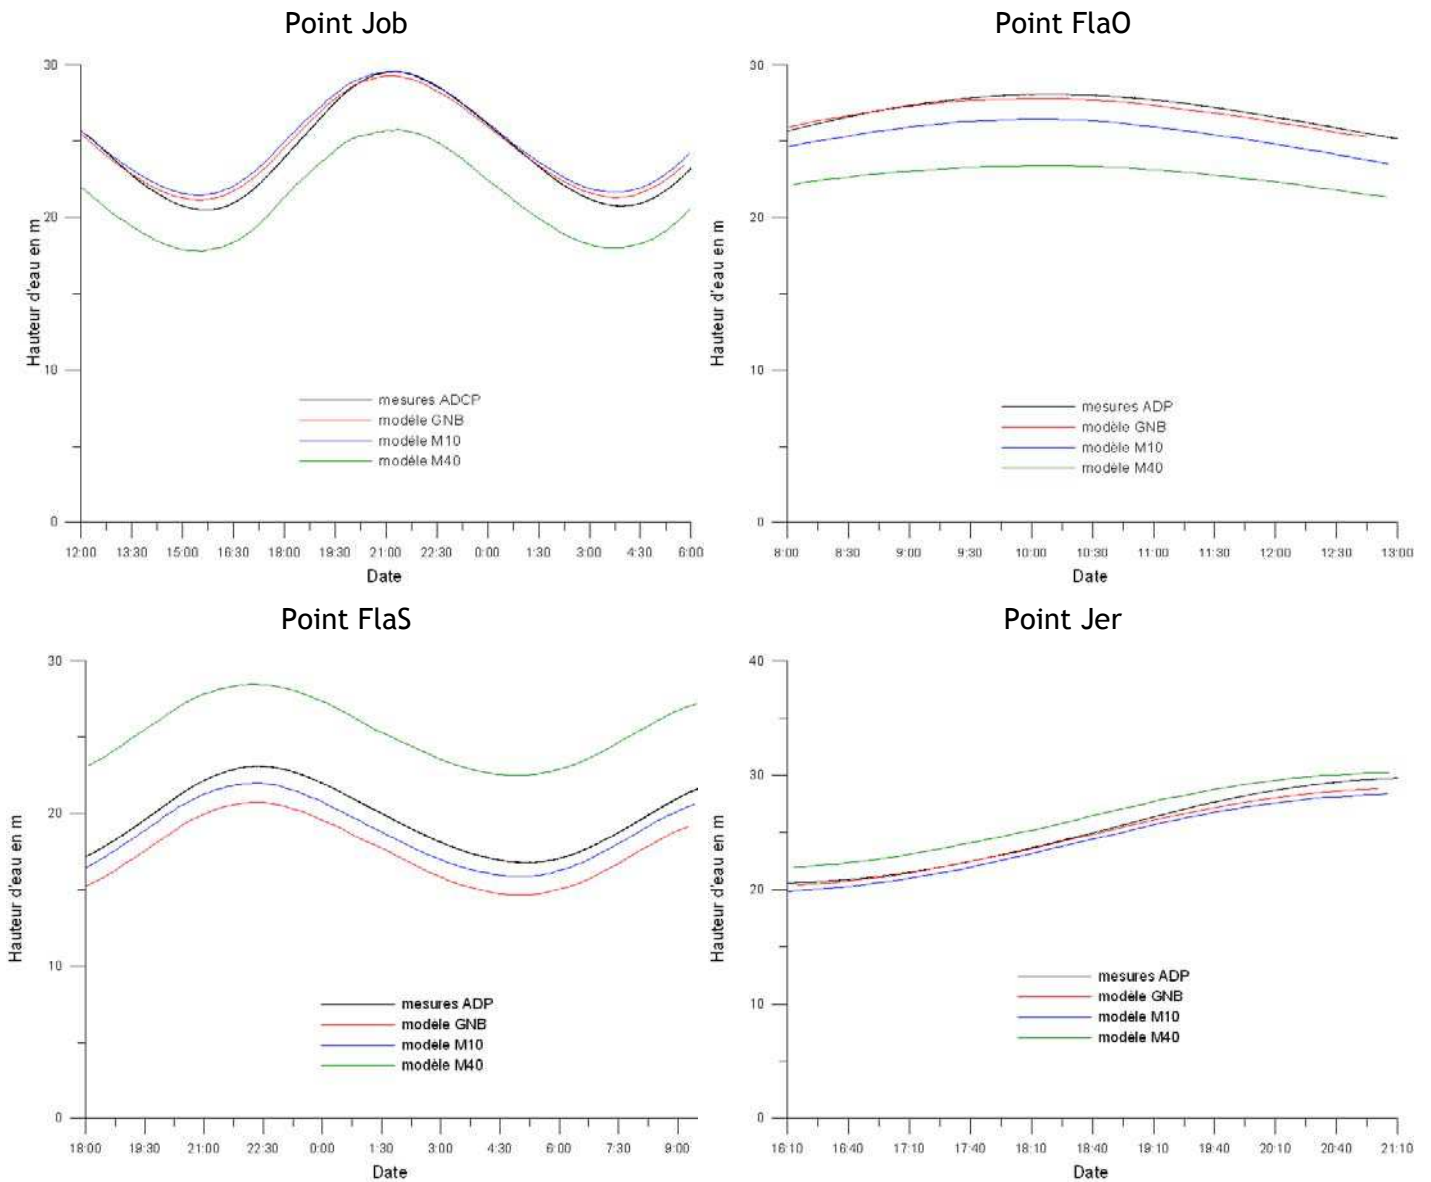 Point Job
30
20
10
0
Hauteur d'eau en m
mesures ADCP
modèle GNB
modèle M10
modèle M40
12:00 13:30 15:00 16:30 18:00 19:30 21:00 22:30 0:00 1:30 3:00 4:30 6:00
Date
Point FlaO
30
20
10
0
Hauteur d'eau en m
mesures ADP
modèle GNB
modèle M10
modèle M40
8:00 8:30 9:00 9:30 10:00 10:30 11:00 11:30 12:00 12:30 13:00
Date
Point FlaS
30
20
10
0
Hauteur d'eau en m
mesures ADP
modèle GNB
modèle M10
modèle M40
18:00 19:30 21:00 22:30 0:00 1:30 3:00 4:30 6:00 7:30 9:00
Date
Point Jer
40
30
20
10
0
Hauteur d'eau en m
mesures ADP
modèle GNB
modèle M10
modèle M40
16:10 16:40 17:10 17:40 18:10 18:40 19:10 19:40 20:10 20:40 21:10
Date